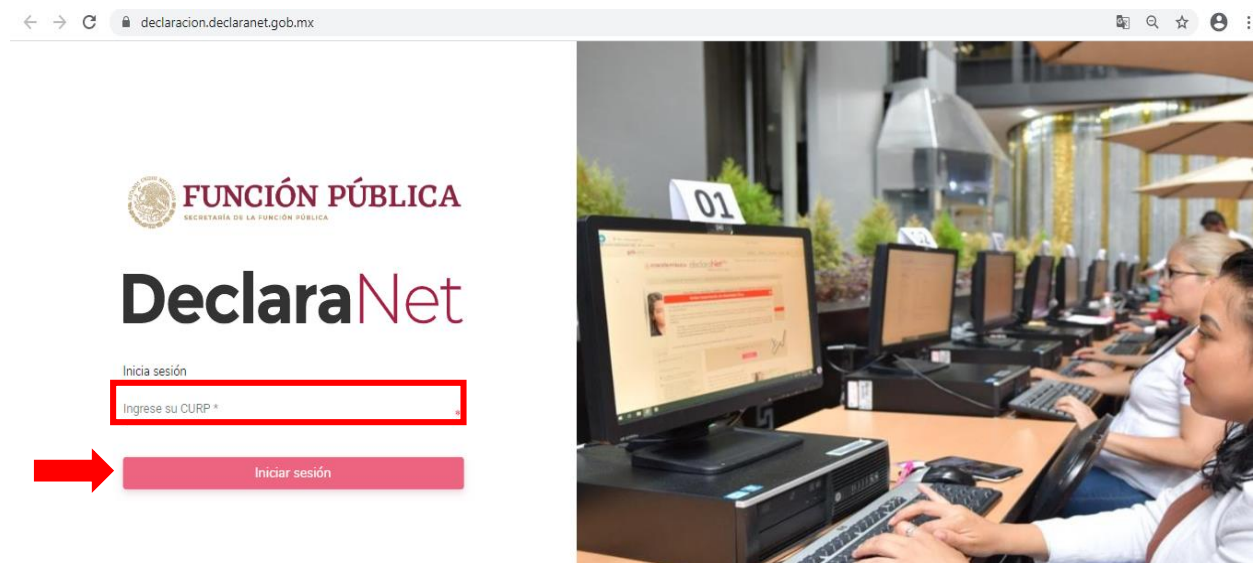 declaracion.declaranet.gob.mx
FUNCIÓN PÚBLICA
SECRETARÍA DE LA FUNCIÓN PÚBLICA
DeclaraNet
Inicia sesión
Ingrese su CURP *
*
Iniciar sesión
01